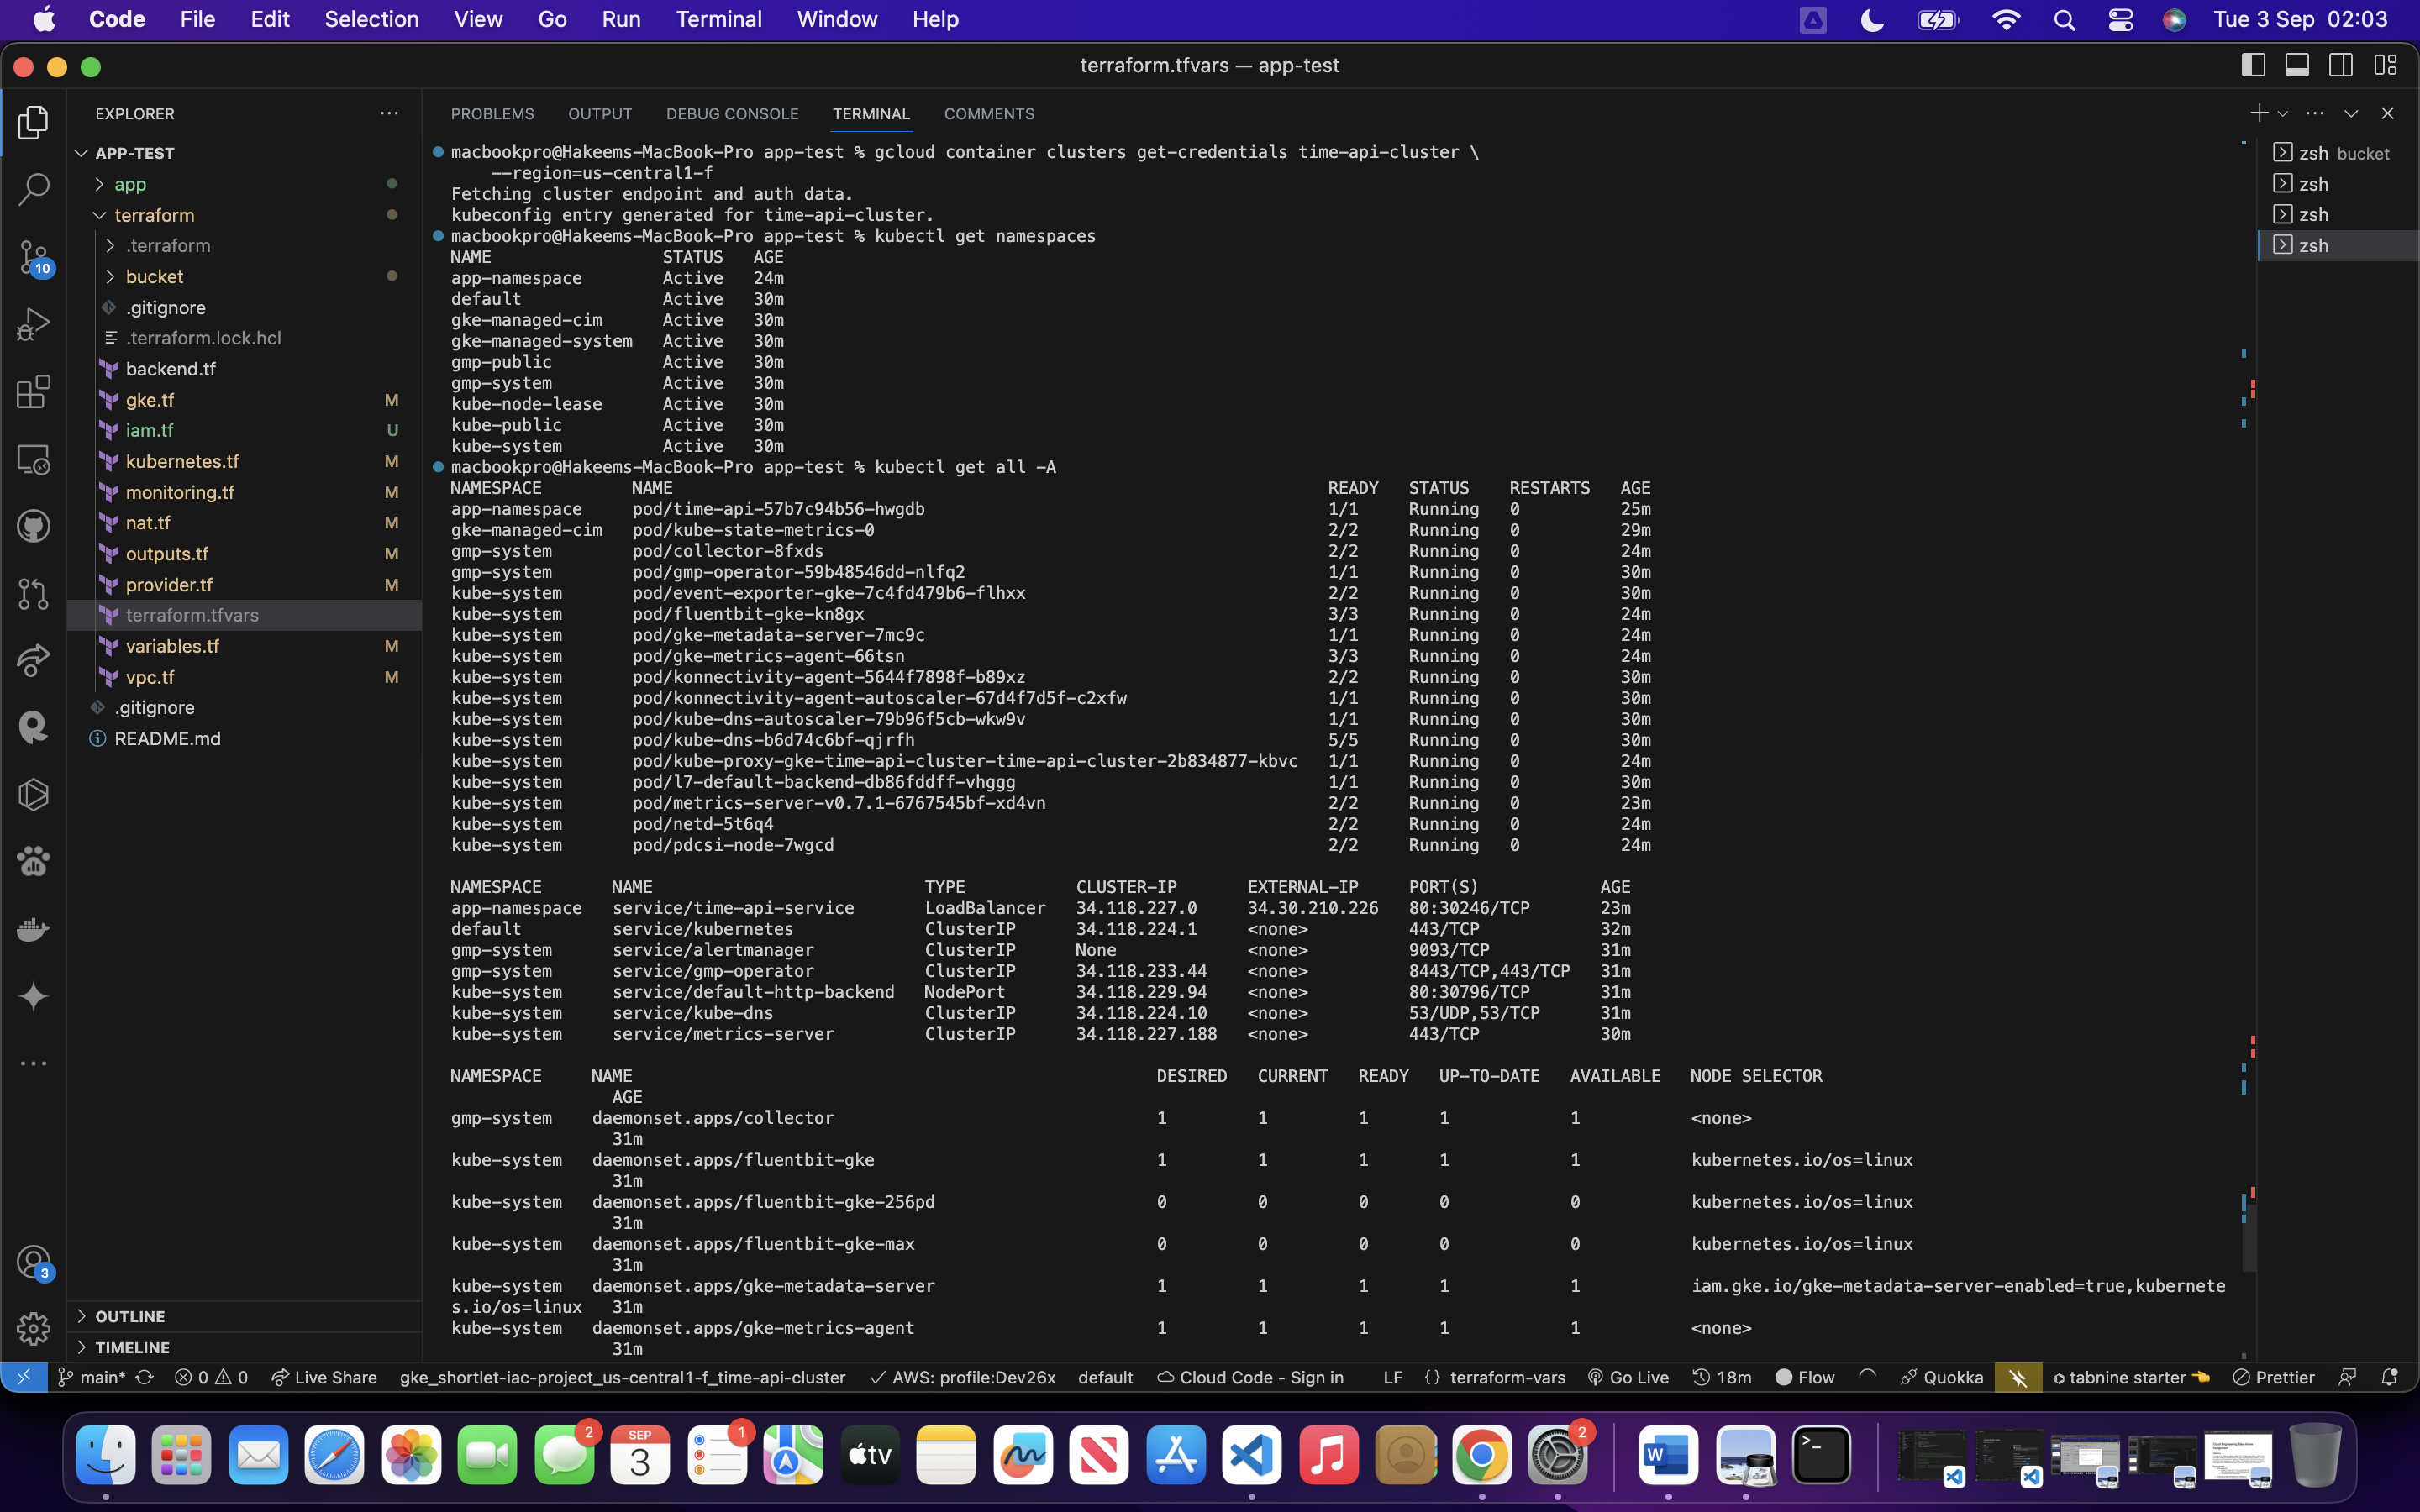 Code File Edit Selection View Go Run Terminal Window Help Tue 3 Sep 02:03
terraform.tfvars — app-test
EXPLORER
APP-TEST
app
terraform
.terraform
bucket
.gitignore
.terraform.lock.hcl
backend.tf
gke.tf M
iam.tf U
kubernetes.tf M
monitoring.tf M
nat.tf M
outputs.tf M
provider.tf M
terraform.tfvars
variables.tf M
vpc.tf M
.gitignore
README.md
OUTLINE
TIMELINE
10
3
PROBLEMS OUTPUT DEBUG CONSOLE TERMINAL COMMENTS
macbookpro@Hakeems-MacBook-Pro app-test % gcloud container clusters get-credentials time-api-cluster \
--region=us-central1-f
Fetching cluster endpoint and auth data.
kubeconfig entry generated for time-api-cluster.
macbookpro@Hakeems-MacBook-Pro app-test % kubectl get namespaces
NAME STATUS AGE
app-namespace Active 24m
default Active 30m
gke-managed-cim Active 30m
gke-managed-system Active 30m
gmp-public Active 30m
gmp-system Active 30m
kube-node-lease Active 30m
kube-public Active 30m
kube-system Active 30m
macbookpro@Hakeems-MacBook-Pro app-test % kubectl get all -A
NAMESPACE NAME READY STATUS RESTARTS AGE
app-namespace pod/time-api-57b7c94b56-hwgdb 1/1 Running 0 25m
gke-managed-cim pod/kube-state-metrics-0 2/2 Running 0 29m
gmp-system pod/collector-8fxds 2/2 Running 0 24m
gmp-system pod/gmp-operator-59b48546dd-nlfq2 1/1 Running 0 30m
kube-system pod/event-exporter-gke-7c4fd479b6-flhxx 2/2 Running 0 30m
kube-system pod/fluentbit-gke-kn8gx 3/3 Running 0 24m
kube-system pod/gke-metadata-server-7mc9c 1/1 Running 0 24m
kube-system pod/gke-metrics-agent-66tsn 3/3 Running 0 24m
kube-system pod/konnectivity-agent-5644f7898f-b89xz 2/2 Running 0 30m
kube-system pod/konnectivity-agent-autoscaler-67d4f7d5f-c2xfw 1/1 Running 0 30m
kube-system pod/kube-dns-autoscaler-79b96f5cb-wkw9v 1/1 Running 0 30m
kube-system pod/kube-dns-b6d74c6bf-qjrfh 5/5 Running 0 30m
kube-system pod/kube-proxy-gke-time-api-cluster-time-api-cluster-2b834877-kbvc 1/1 Running 0 24m
kube-system pod/l7-default-backend-db86fddff-vhggg 1/1 Running 0 30m
kube-system pod/metrics-server-v0.7.1-6767545bf-xd4vn 2/2 Running 0 23m
kube-system pod/netd-5t6q4 2/2 Running 0 24m
kube-system pod/pdcsi-node-7wgcd 2/2 Running 0 24m
NAMESPACE NAME TYPE CLUSTER-IP EXTERNAL-IP PORT(S) AGE
app-namespace service/time-api-service LoadBalancer 34.118.227.0 34.30.210.226 80:30246/TCP 23m
default service/kubernetes ClusterIP 34.118.224.1 <none> 443/TCP 32m
gmp-system service/alertmanager ClusterIP None <none> 9093/TCP 31m
gmp-system service/gmp-operator ClusterIP 34.118.233.44 <none> 8443/TCP,443/TCP 31m
kube-system service/default-http-backend NodePort 34.118.229.94 <none> 80:30796/TCP 31m
kube-system service/kube-dns ClusterIP 34.118.224.10 <none> 53/UDP,53/TCP 31m
kube-system service/metrics-server ClusterIP 34.118.227.188 <none> 443/TCP 30m
NAMESPACE NAME DESIRED CURRENT READY UP-TO-DATE AVAILABLE NODE SELECTOR
AGE
gmp-system daemonset.apps/collector 1 1 1 1 1 <none>
31m
kube-system daemonset.apps/fluentbit-gke 1 1 1 1 1 kubernetes.io/os=linux
31m
kube-system daemonset.apps/fluentbit-gke-256pd 0 0 0 0 0 kubernetes.io/os=linux
31m
kube-system daemonset.apps/fluentbit-gke-max 0 0 0 0 0 kubernetes.io/os=linux
31m
kube-system daemonset.apps/gke-metadata-server 1 1 1 1 1 iam.gke.io/gke-metadata-server-enabled=true,kubernete
s.io/os=linux 31m
kube-system daemonset.apps/gke-metrics-agent 1 1 1 1 1 <none>
31m
zsh bucket
zsh
zsh
zsh
main* 0 0 Live Share gke_shortlet-iac-project_us-central1-f_time-api-cluster AWS: profile:Dev26x default Cloud Code - Sign in LF {} terraform-vars Go Live 18m Flow Quokka tabnine starter Prettier
2 SEP 3 1 tv 2 W